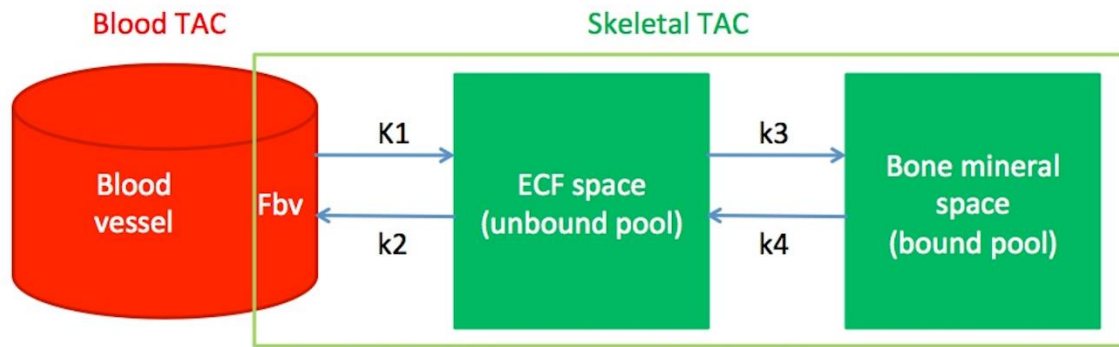 Blood TAC
Skeletal TAC
Blood
vessel
Fbv
K1
k2
ECF space
(unbound pool)
k3
k4
Bone mineral
space
(bound pool)